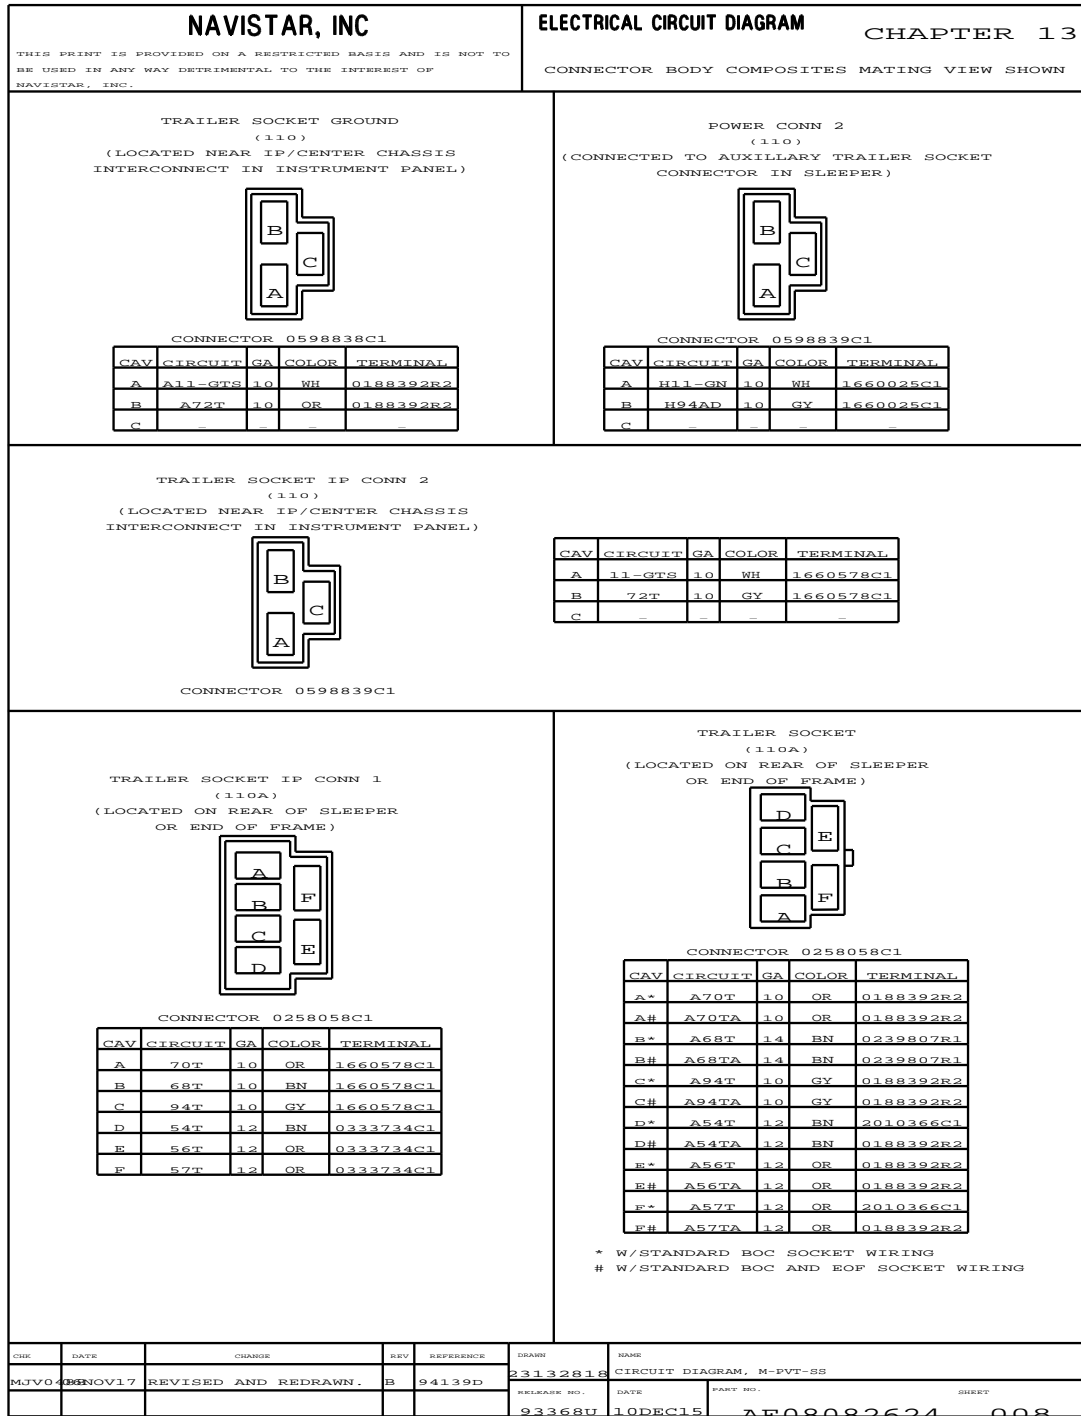 NAVISTAR, INC
THIS PRINT IS PROVIDED ON A RESTRICTED BASIS AND IS NOT TO
BE USED IN ANY WAY DETRIMENTAL TO THE INTEREST OF
NAVISTAR, INC.
ELECTRICAL CIRCUIT DIAGRAM
CHAPTER 13
CONNECTOR BODY COMPOSITES MATING VIEW SHOWN
TRAILER SOCKET GROUND
(110)
(LOCATED NEAR IP/CENTER CHASSIS
INTERCONNECT IN INSTRUMENT PANEL)
B
C
A
CONNECTOR 0598838C1
CAV CIRCUIT GA COLOR TERMINAL
A A11-GTS 10 WH 0188392R2
B A72T 10 OR 0188392R2
C - - - -
POWER CONN 2
(110)
(CONNECTED TO AUXILLARY TRAILER SOCKET
CONNECTOR IN SLEEPER)
B
C
A
CONNECTOR 0598839C1
CAV CIRCUIT GA COLOR TERMINAL
A H11-GN 10 WH 1660025C1
B H94AD 10 GY 1660025C1
C - - - -
TRAILER SOCKET IP CONN 2
(110)
(LOCATED NEAR IP/CENTER CHASSIS
INTERCONNECT IN INSTRUMENT PANEL)
B
C
A
CONNECTOR 0598839C1
CAV CIRCUIT GA COLOR TERMINAL
A 11-GTS 10 WH 1660578C1
B 72T 10 GY 1660578C1
C - - - -
TRAILER SOCKET IP CONN 1
(110A)
(LOCATED ON REAR OF SLEEPER
OR END OF FRAME)
A
B
F
C
E
D
CONNECTOR 0258058C1
CAV CIRCUIT GA COLOR TERMINAL
A 70T 10 OR 1660578C1
B 68T 10 BN 1660578C1
C 94T 10 GY 1660578C1
D 54T 12 BN 0333734C1
E 56T 12 OR 0333734C1
F 57T 12 OR 0333734C1
TRAILER SOCKET
(110A)
(LOCATED ON REAR OF SLEEPER
OR END OF FRAME)
D
E
C
B
F
A
CONNECTOR 0258058C1
CAV CIRCUIT GA COLOR TERMINAL
A* A70T 10 OR 0188392R2
A# A70TA 10 OR 0188392R2
B* A68T 14 BN 0239807R1
B# A68TA 14 BN 0239807R1
C* A94T 10 GY 0188392R2
C# A94TA 10 GY 0188392R2
D* A54T 12 BN 2010366C1
D# A54TA 12 BN 0188392R2
E* A56T 12 OR 0188392R2
E# A56TA 12 OR 0188392R2
F* A57T 12 OR 2010366C1
F# A57TA 12 OR 0188392R2
* W/STANDARD BOC SOCKET WIRING
# W/STANDARD BOC AND EOF SOCKET WIRING
CHK DATE CHANGE REV REFERENCE
NOV17 REVISED AND REDRAWN. B 94139D
DRAWN
23132818
NAME
CIRCUIT DIAGRAM, M-PVT-SS
RELEASE NO.
93368U
DATE
10DEC15
PART NO.
AF08082624
SHEET
008